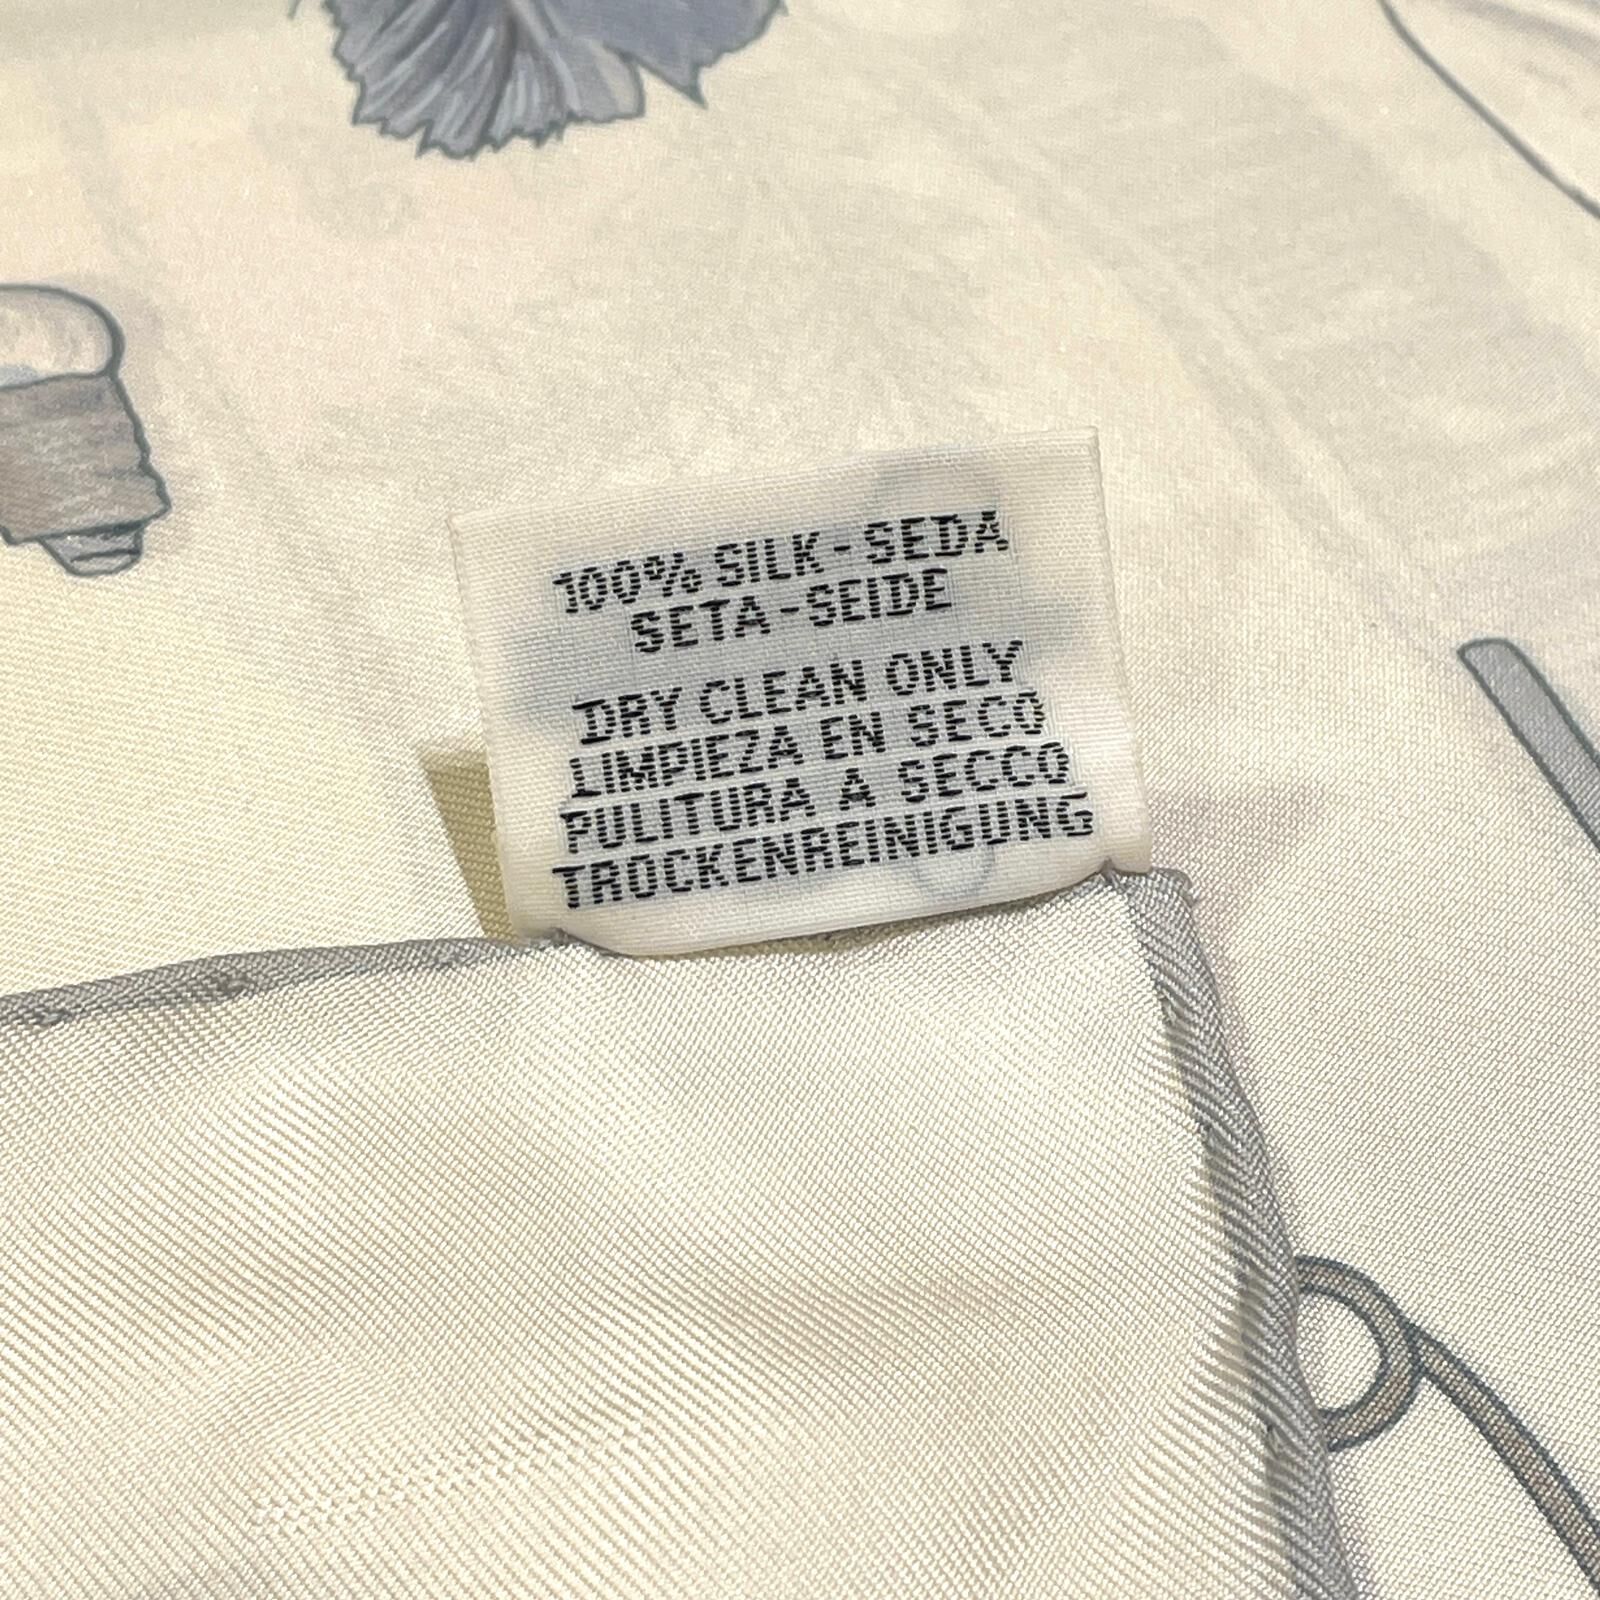 100% SILK-SEDA
SETA-SEIDE
DRY CLEAN ONLY
LIMPIEZA EN SECO
PULITURA A SECCO
TROCKENREINIGUNG